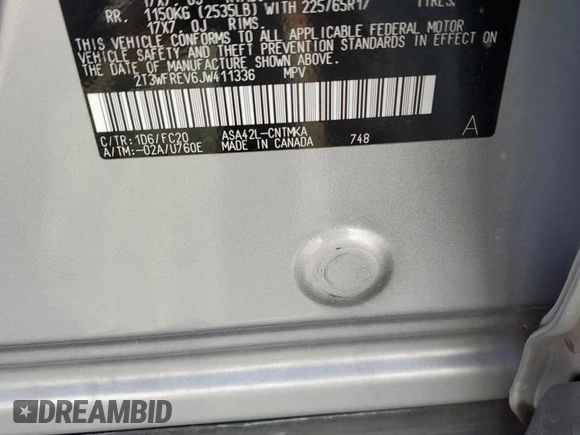 RR. 1150KG (2535LB) WITH 225/65R17 TIRES,
17X7 0J RIMS.
THIS VEHICLE CONFORMS TO ALL APPLICABLE FEDERAL MOTOR
VEHICLE SAFETY AND THEFT PREVENTION STANDARDS IN EFFECT ON
THE DATE OF MANUFACTURE SHOWN ABOVE.
2T3WFREV6JW411336 MPV
C/TR: 1D6/FC20 ASA42L-CNTMKA
A/TM:-02A/U760E MADE IN CANADA 748 A
DREAMBID